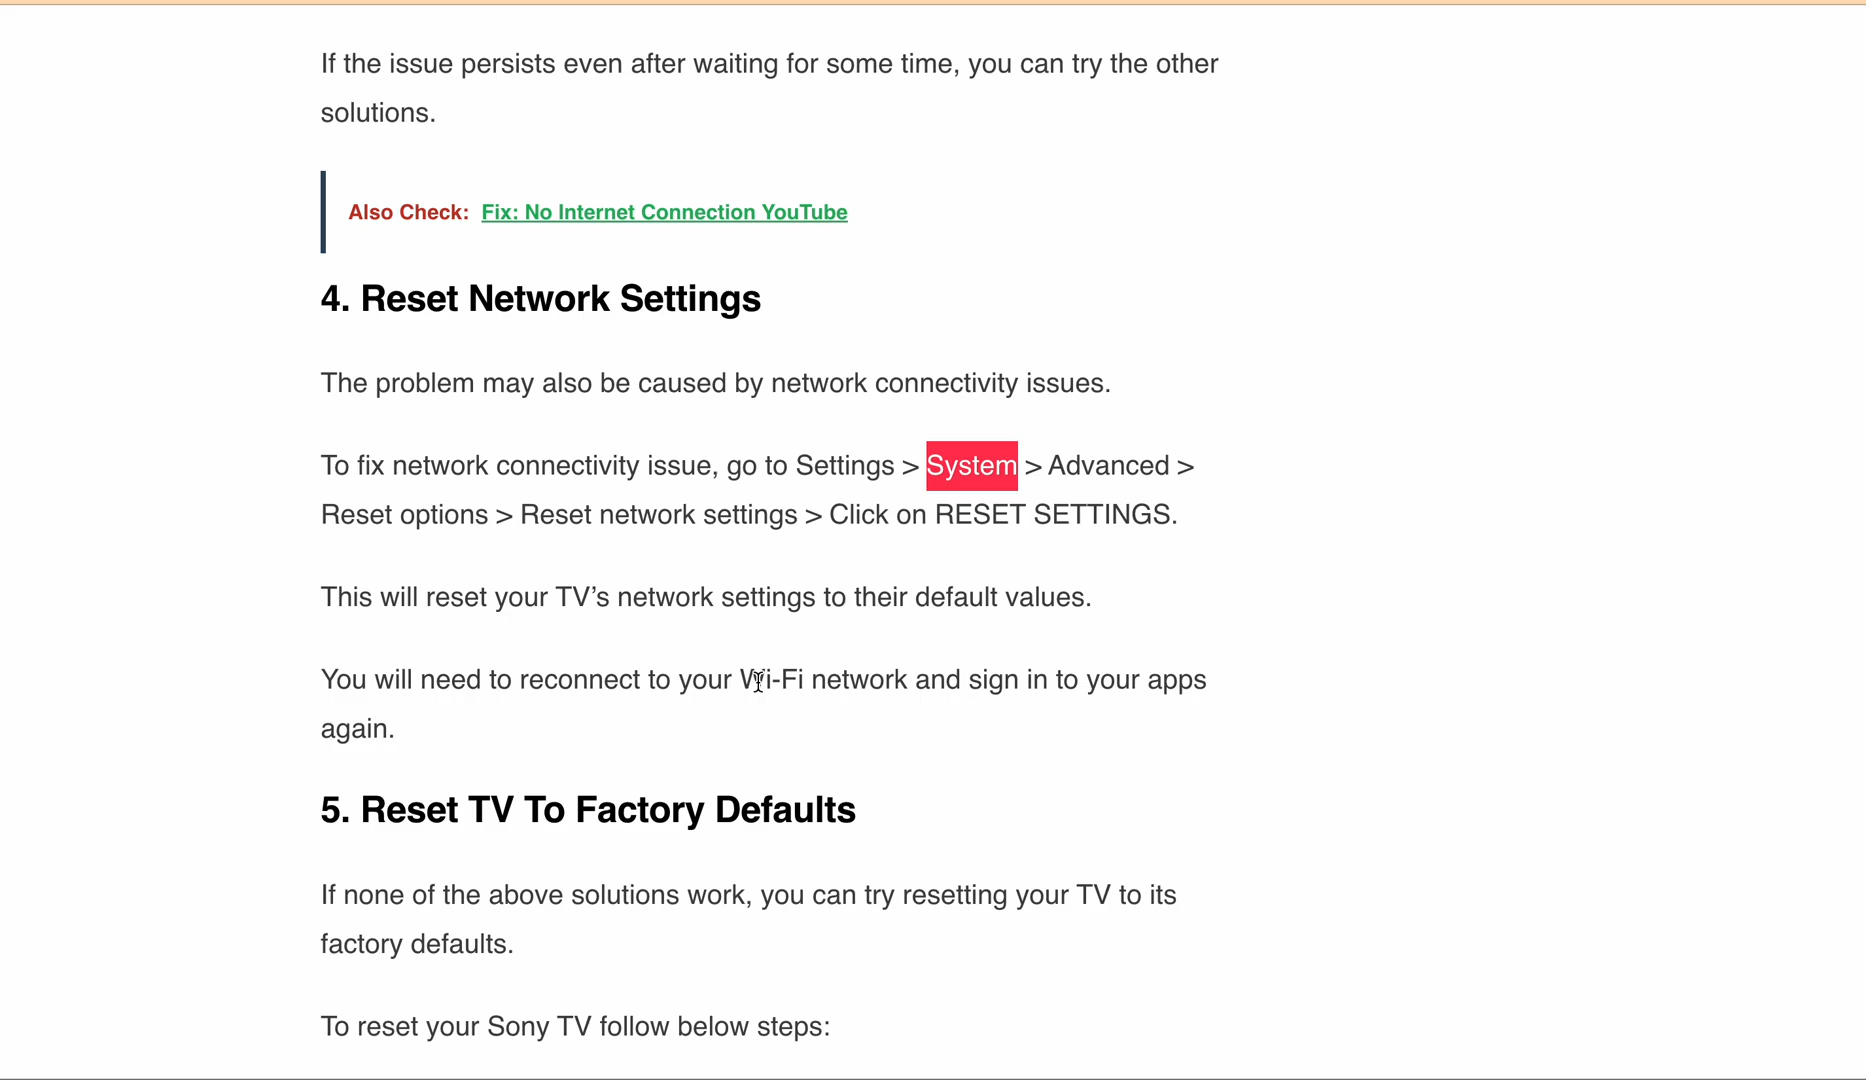 If the issue persists even after waiting for some time, you can try the other
solutions.
Also Check: Fix: No Internet Connection YouTube
4. Reset Network Settings
The problem may also be caused by network connectivity issues.
To fix network connectivity issue, go to Settings > System > Advanced >
Reset options > Reset network settings > Click on RESET SETTINGS.
This will reset your TV’s network settings to their default values.
You will need to reconnect to your Wi-Fi network and sign in to your apps
again.
5. Reset TV To Factory Defaults
If none of the above solutions work, you can try resetting your TV to its
factory defaults.
To reset your Sony TV follow below steps: